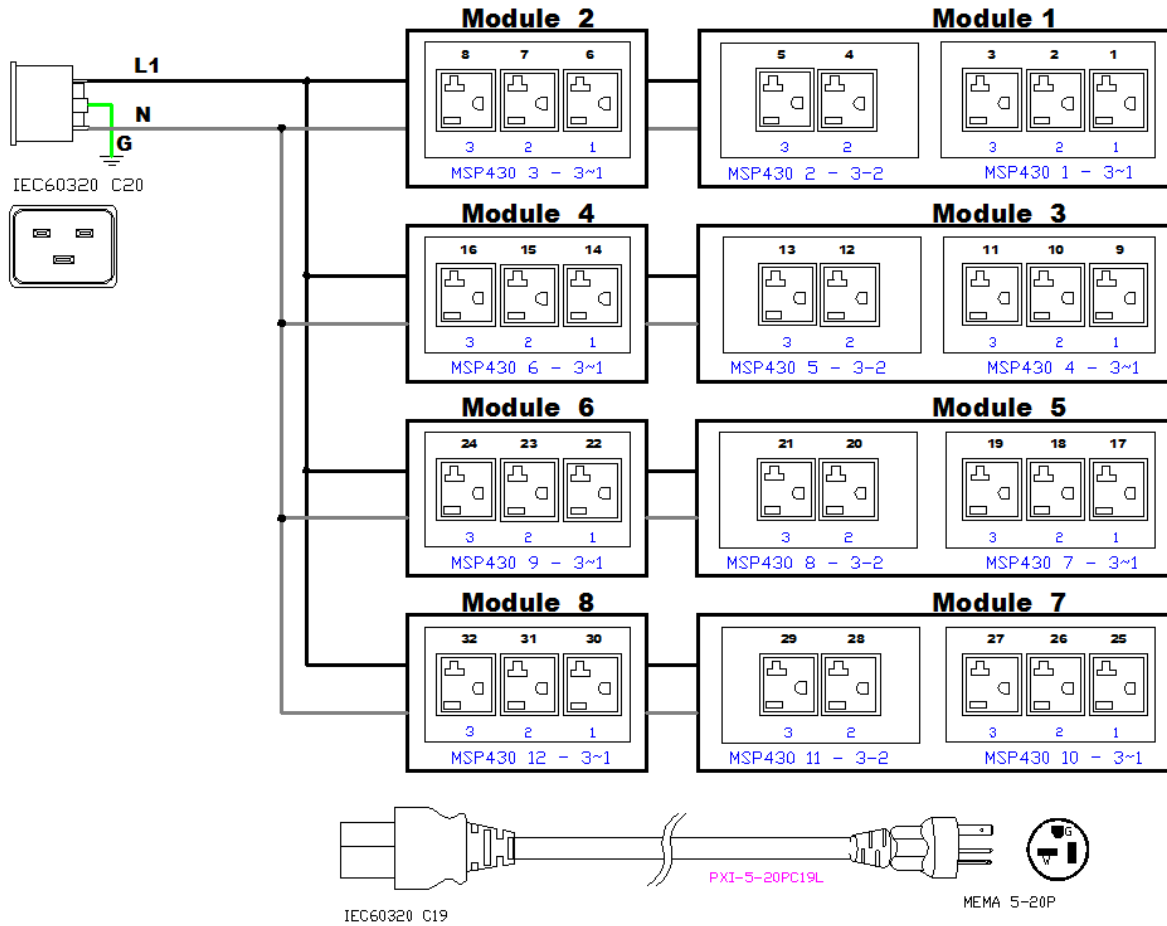 Module 2 Module 1
L1
8 7 6 5 4 3 2 1
N
G
3 2 1 3 2 3 2 1
MSP430 3 - 3~1 MSP430 2 - 3-2 MSP430 1 - 3~1
IEC60320 C20
Module 4 Module 3
16 15 14 13 12 11 10 9
3 2 1 3 2 3 2 1
MSP430 6 - 3~1 MSP430 5 - 3-2 MSP430 4 - 3~1
Module 6 Module 5
24 23 22 21 20 19 18 17
3 2 1 3 2 3 2 1
MSP430 9 - 3~1 MSP430 8 - 3-2 MSP430 7 - 3~1
Module 8 Module 7
32 31 30 29 28 27 26 25
3 2 1 3 2 3 2 1
MSP430 12 - 3~1 MSP430 11 - 3-2 MSP430 10 - 3~1
G
W
PXI-5-20PC19L
MEMA 5-20P
IEC60320 C19